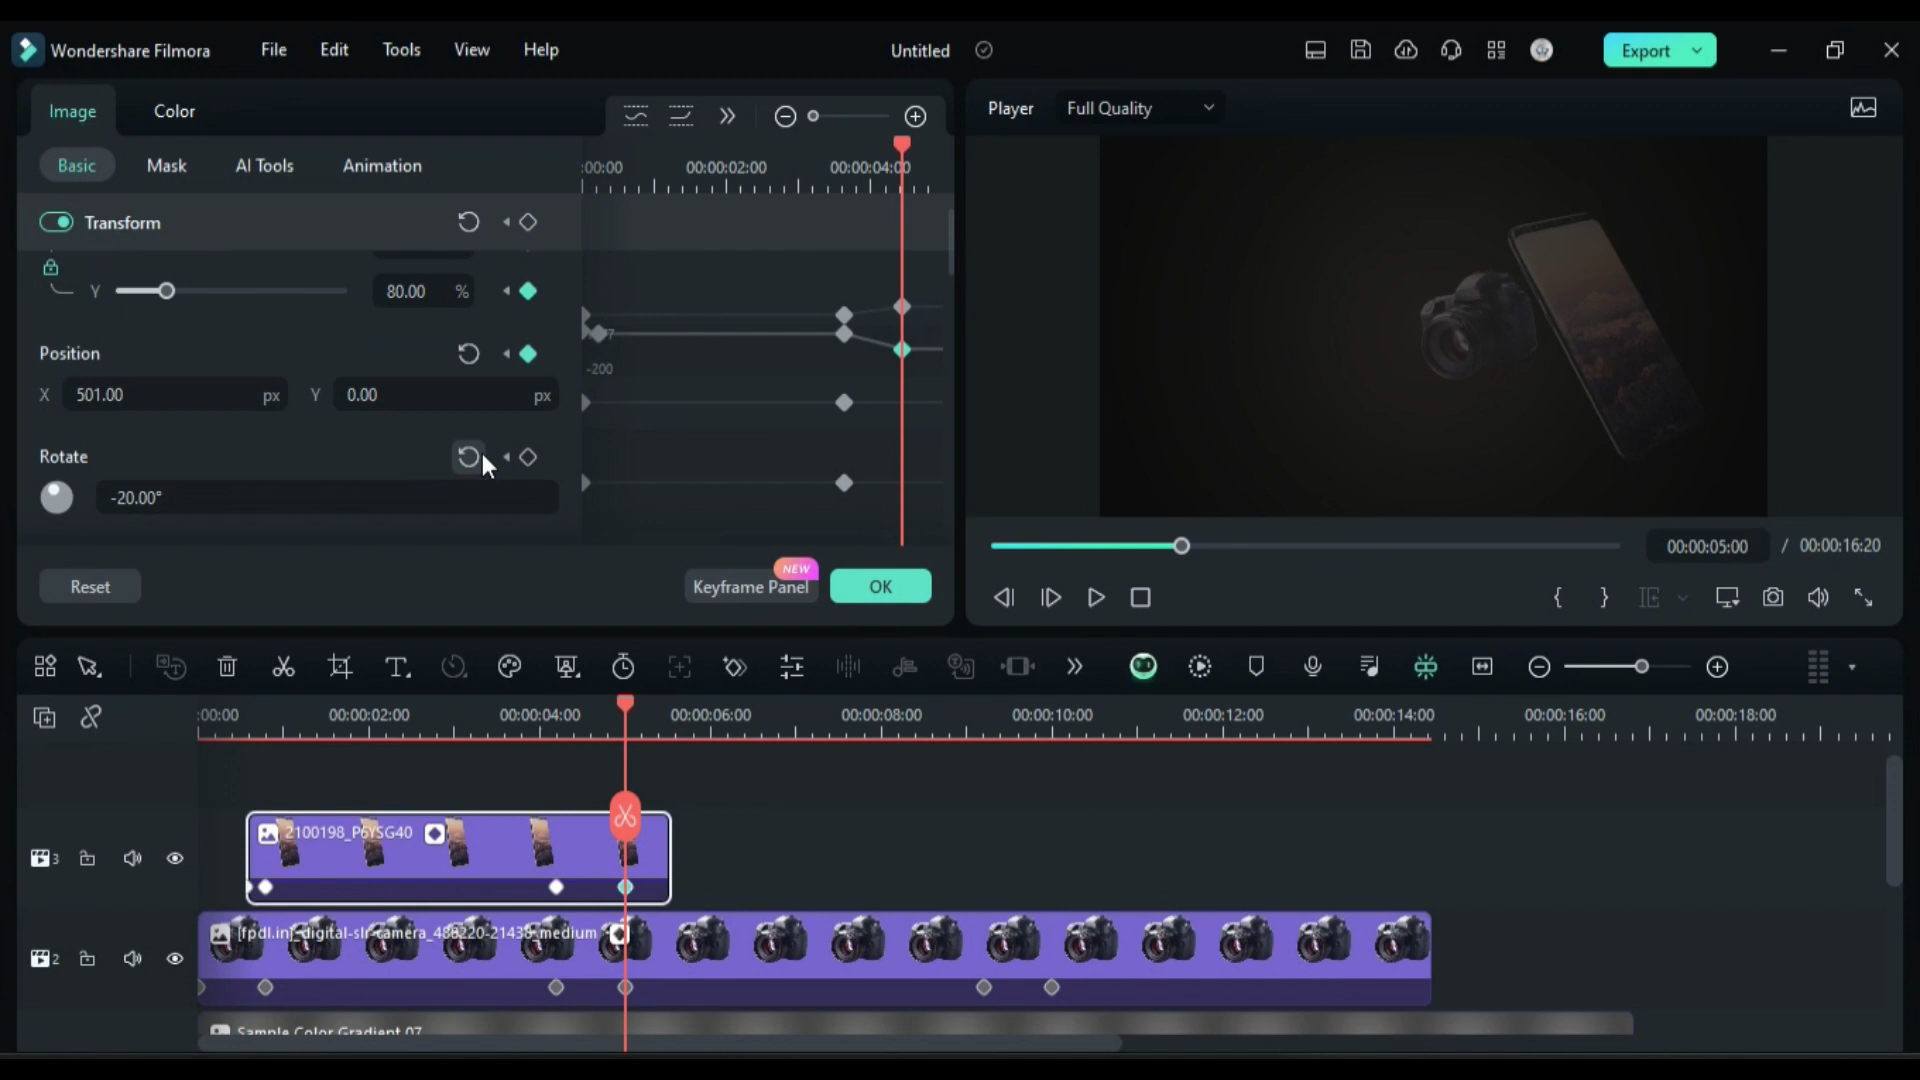 Wondershare Filmora File Edit Tools View Help Untitled Export
Image Color
Player Full Quality
Basic Mask AI Tools Animation
:00:00 00:00:02:00 00:00:04:00
Transform
Y 80.00 %
-200
Position
X 501.00 px Y 0.00 px
Rotate
-20.00°
00:00:05:00 / 00:00:16:20
NEW
Reset Keyframe Panel OK
:00:00 00:00:02:00 00:00:04:00 00:00:06:00 00:00:08:00 00:00:10:00 00:00:12:00 00:00:14:00 00:00:16:00 00:00:18:00
2100198_P6YSG40
3
[fpdl.in]-digital-slr-camera_488220-21438-medium
2
Sample Color Gradient 07